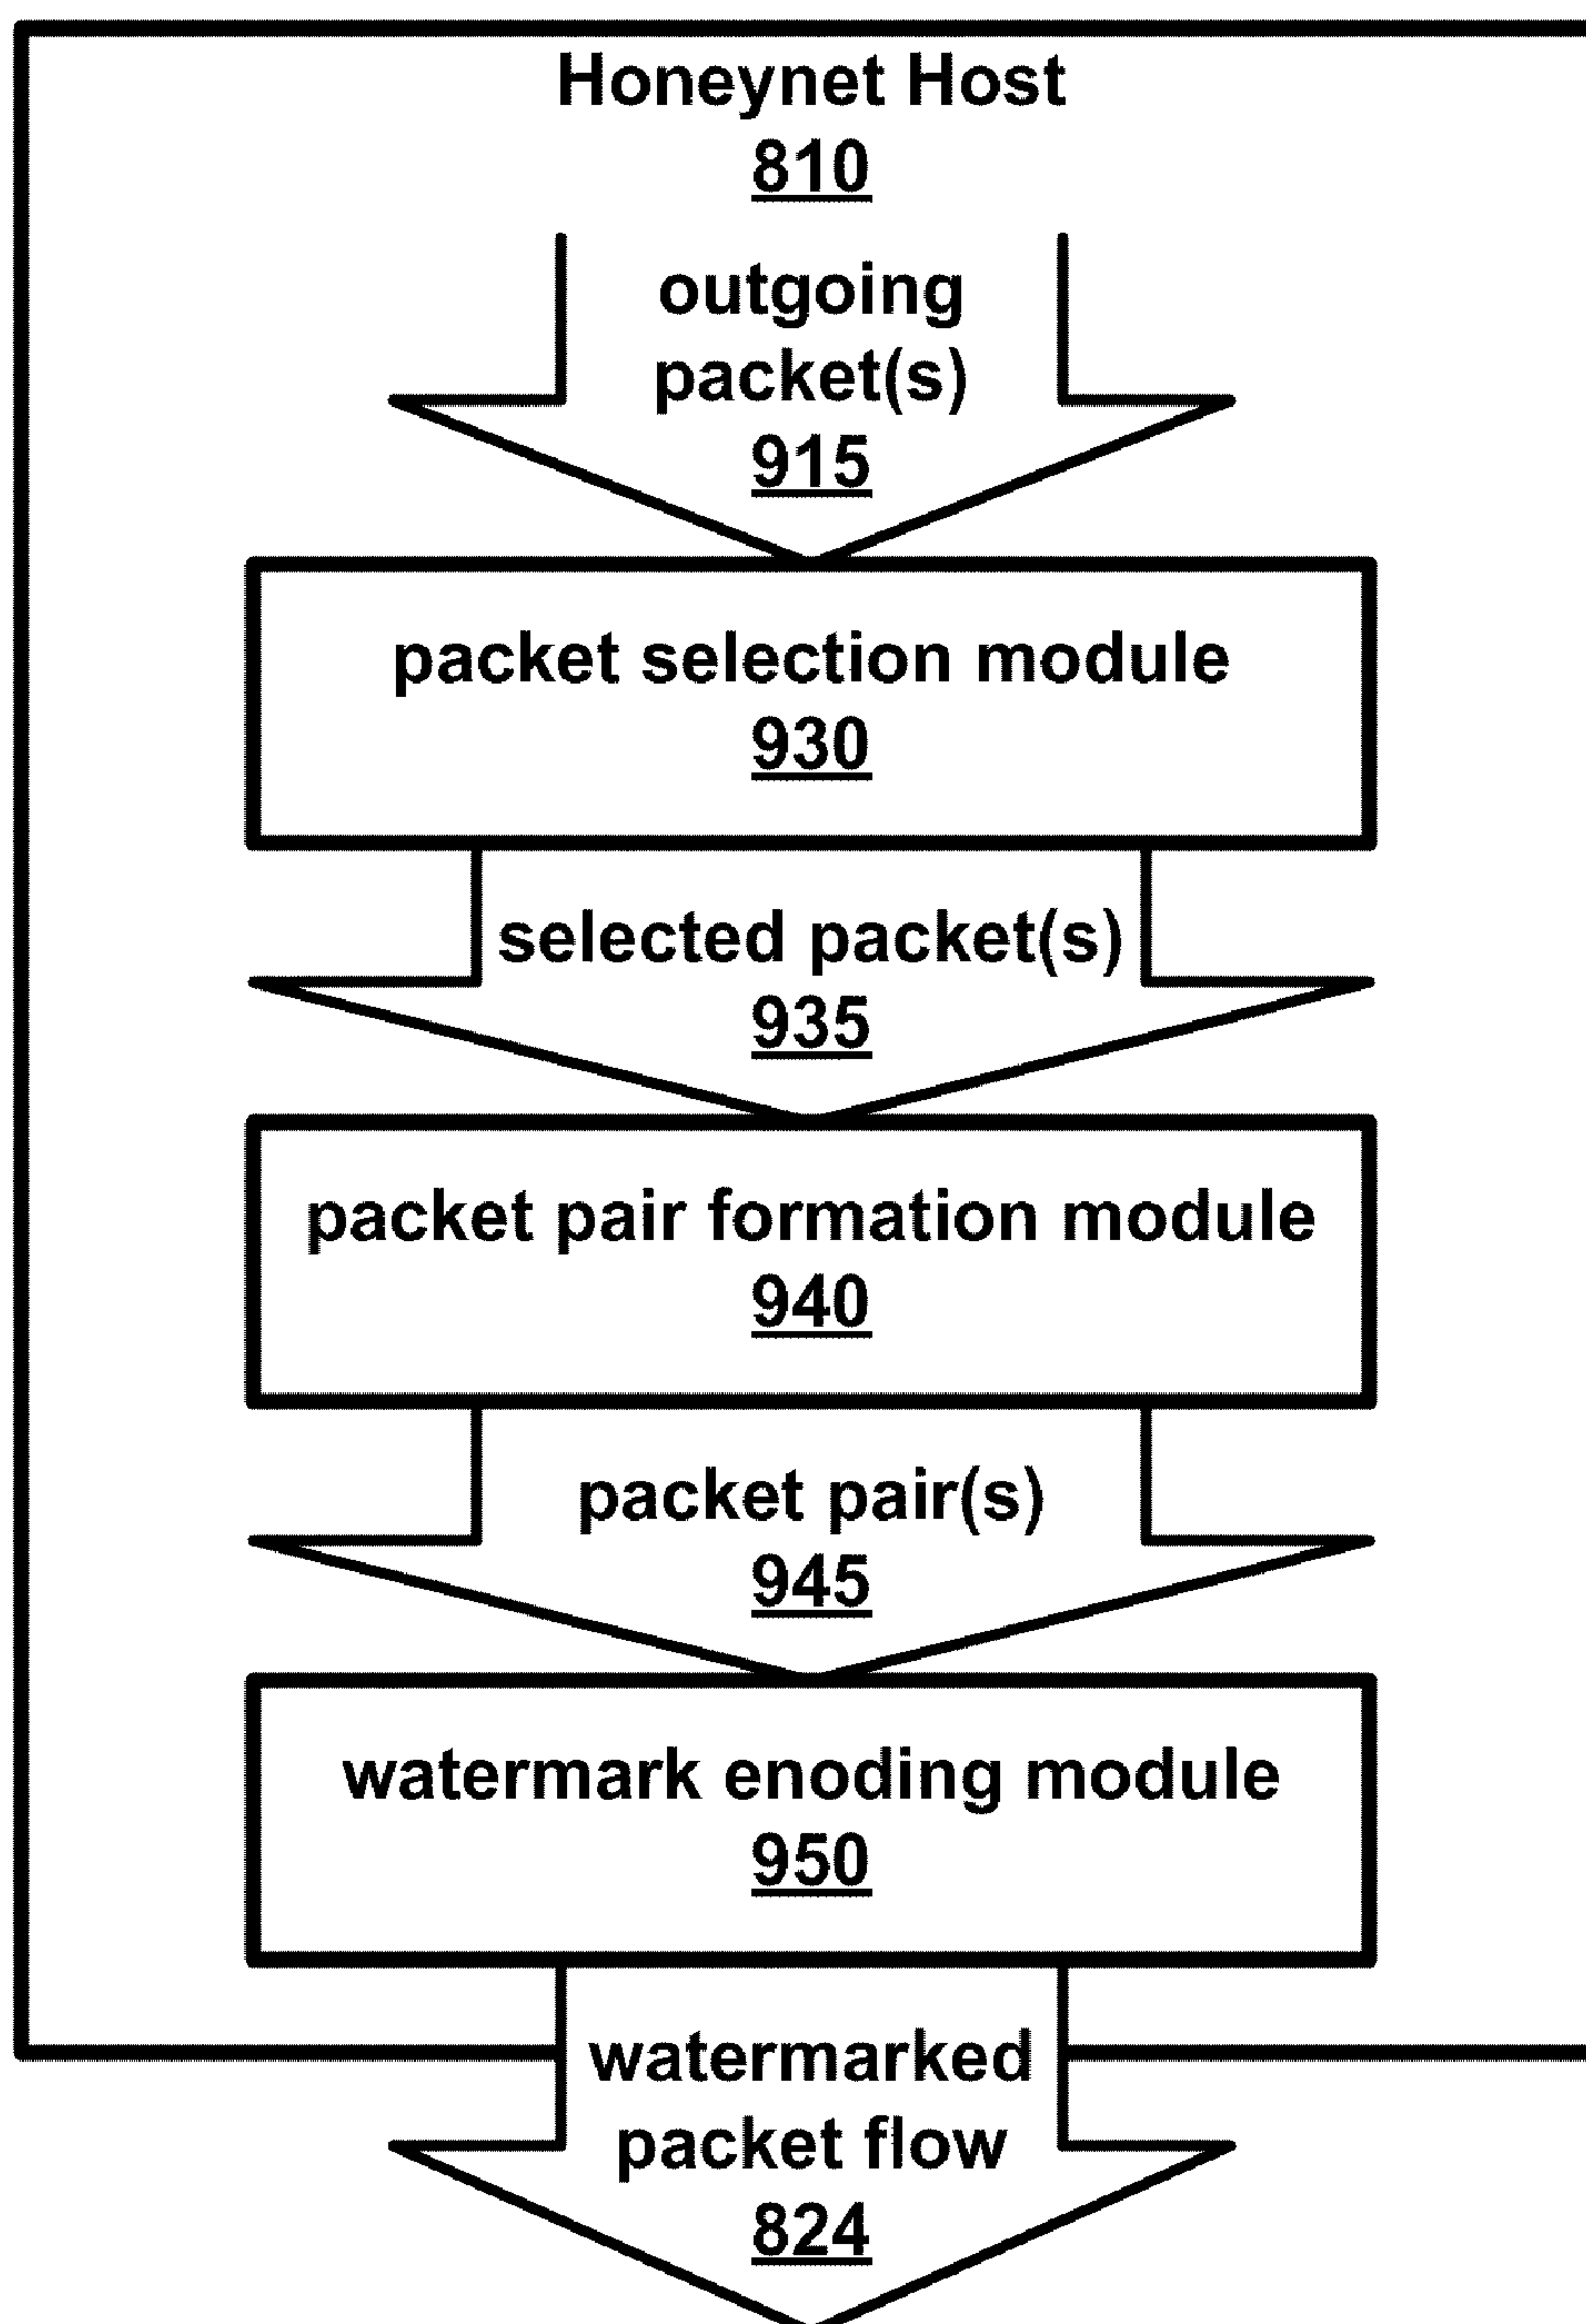 Honeynet Host
810
outgoing
packet(s)
915
packet selection module
930
selected packet(s)
935
packet pair formation module
940
packet pair(s)
945
watermark enoding module
950
watermarked
packet flow
824